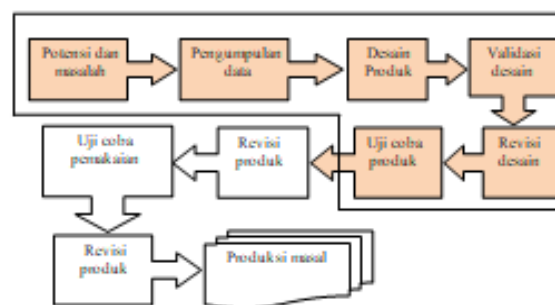 Potensi dan
masalah
Pengumpulan
data
Desain
Produk
Validasi
desain
Revisi
desain
Uji coba
produk
Revisi
produk
Uji coba
pemakaian
Revisi
produk
Produksi masal